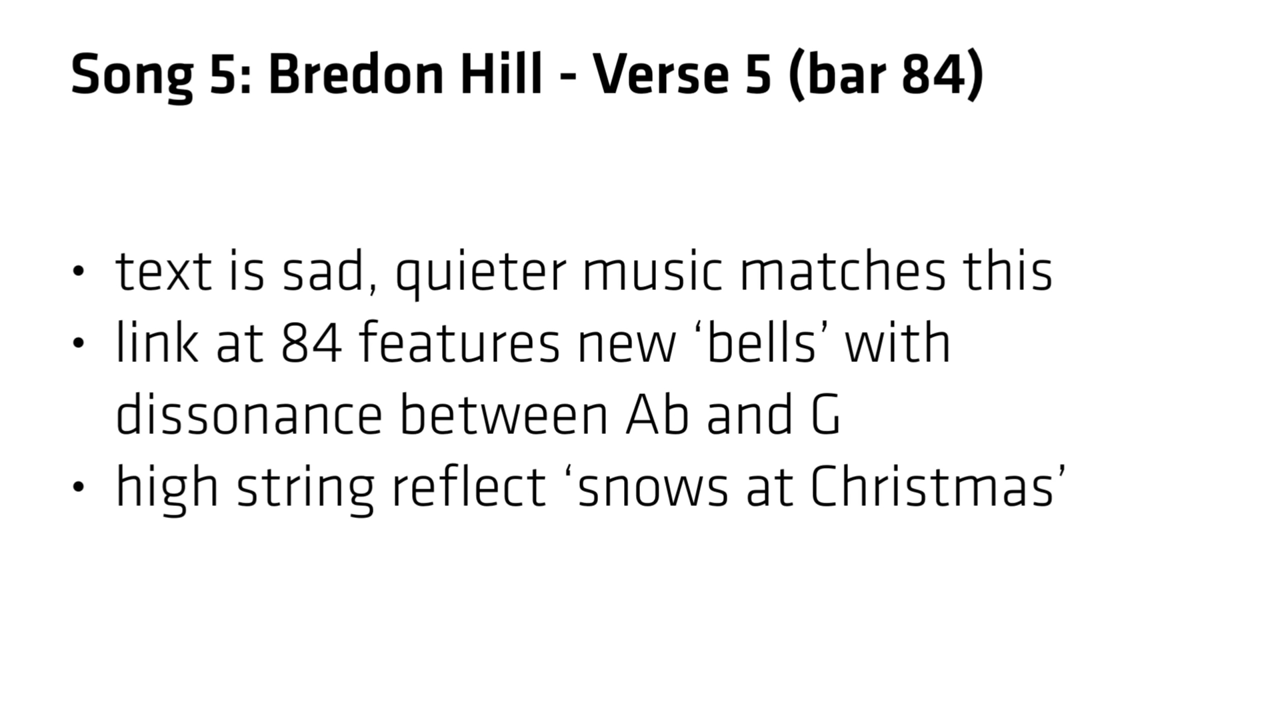 Song 5: Bredon Hill - Verse 5 (bar 84)
• text is sad, quieter music matches this
• link at 84 features new ‘bells’ with
dissonance between Ab and G
• high string reflect ‘snows at Christmas’